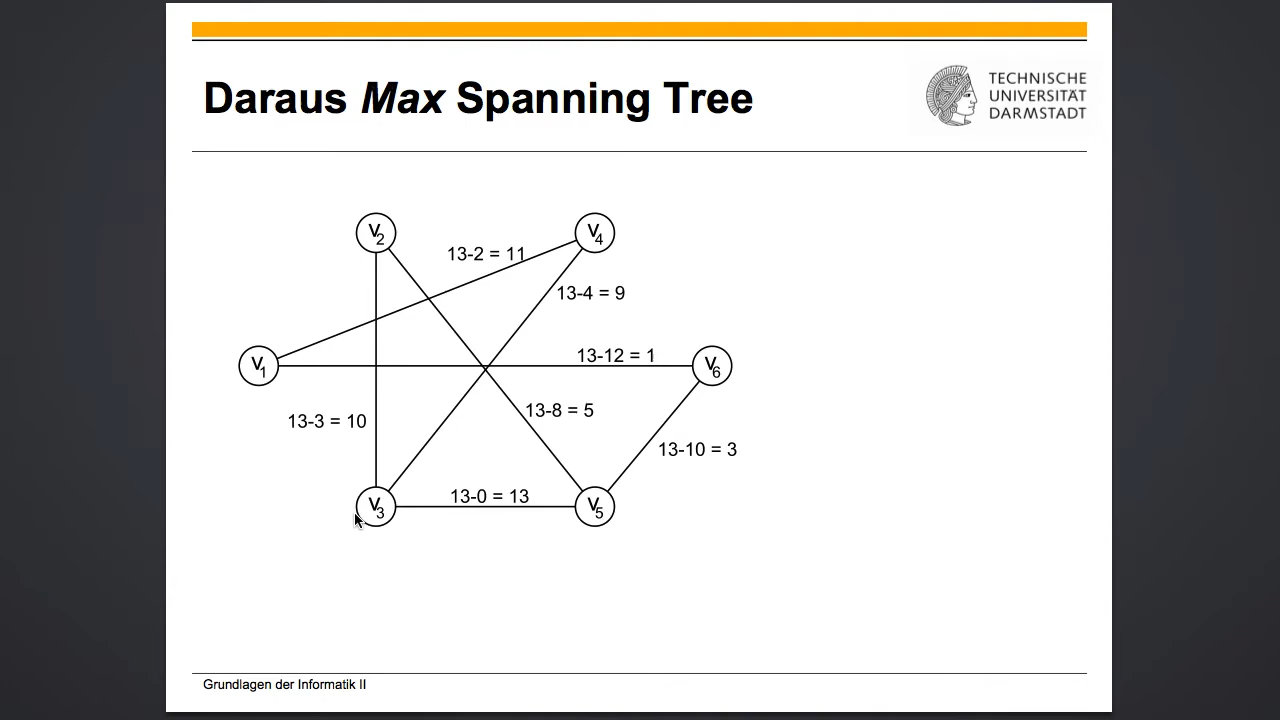 Daraus Max Spanning Tree
TECHNISCHE
UNIVERSITÄT
DARMSTADT
V2
V4
13-2 = 11
13-4 = 9
13-12 = 1
V1
V6
13-3 = 10
13-8 = 5
13-10 = 3
13-0 = 13
V3
V5
Grundlagen der Informatik II